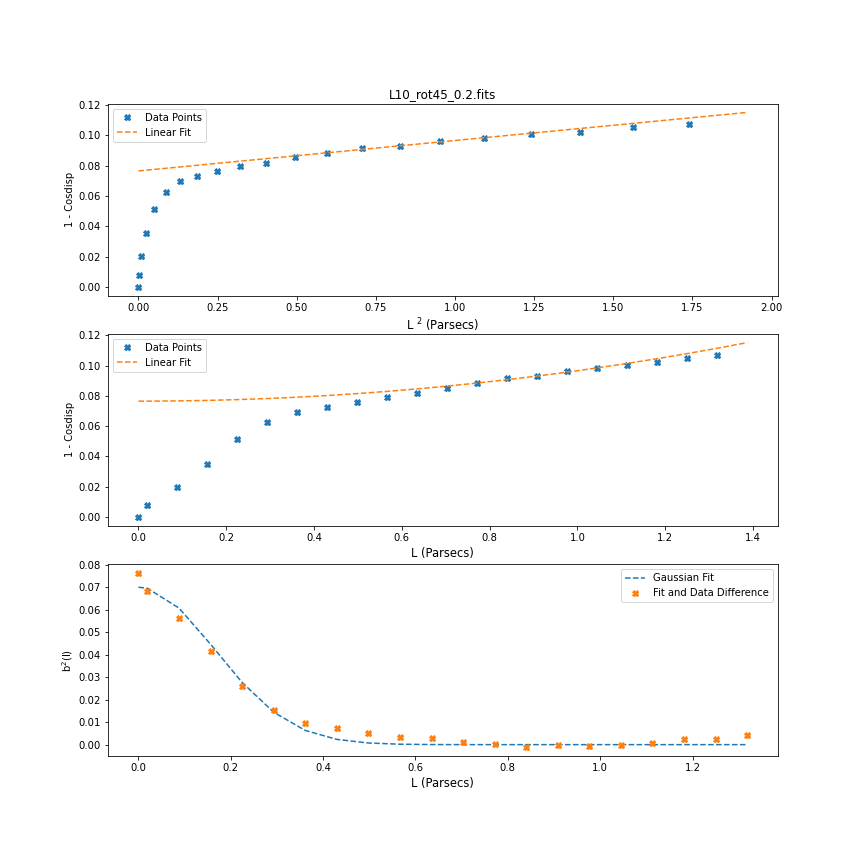 L10_rot45_0.2.fits
0.12
0.10
0.08
0.06
0.04
0.02
0.00
1 - Cosdisp
Data Points
Linear Fit
0.00 0.25 0.50 0.75 1.00 1.25 1.50 1.75 2.00
L ² (Parsecs)
0.12
0.10
0.08
0.06
0.04
0.02
0.00
1 - Cosdisp
Data Points
Linear Fit
0.0 0.2 0.4 0.6 0.8 1.0 1.2 1.4
L (Parsecs)
0.08
0.07
0.06
0.05
0.04
0.03
0.02
0.01
0.00
b²(l)
Gaussian Fit
Fit and Data Difference
0.0 0.2 0.4 0.6 0.8 1.0 1.2
L (Parsecs)